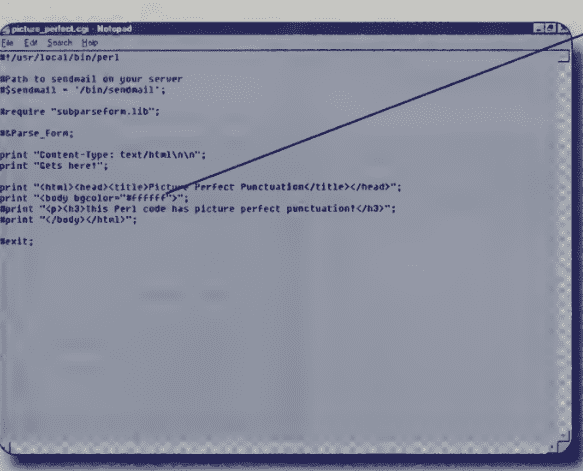 picture_perfect.cgi - Notepad
File Edit Search Help
#!/usr/local/bin/perl
#Path to sendmail on your server
#$sendmail = '/bin/sendmail';
#require "subparseform.lib";
#&Parse_Form;
print "Content-Type: text/html\n\n";
print "Gets here!";
print "<html><head><title>Picture Perfect Punctuation</title></head>";
print "<body bgcolor="#ffffff">";
#print "<p><h3>This Perl code has picture perfect punctuation!</h3>";
#print "</body></html>";
#exit;